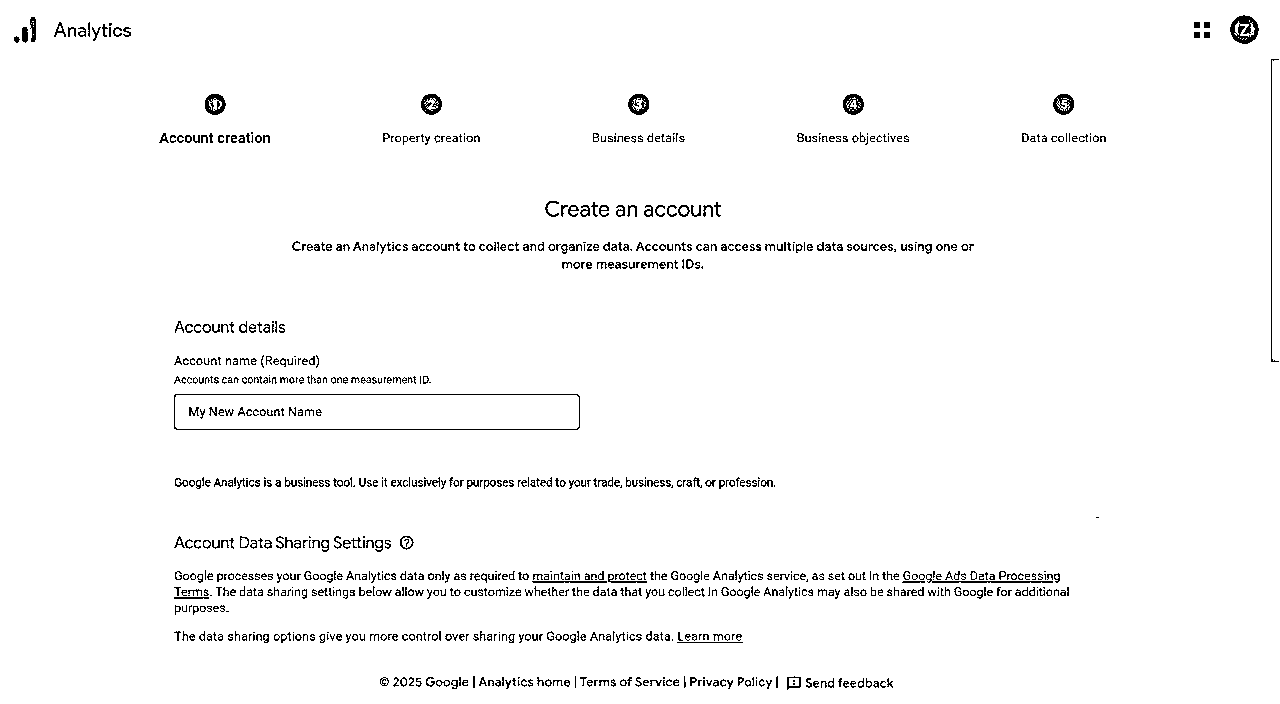 Analytics
1 2 3 4 5
Account creation Property creation Business details Business objectives Data collection
Create an account
Create an Analytics account to collect and organize data. Accounts can access multiple data sources, using one or
more measurement IDs.
Account details
Account name (Required)
Accounts can contain more than one measurement ID.
My New Account Name
Google Analytics is a business tool. Use it exclusively for purposes related to your trade, business, craft, or profession.
Account Data Sharing Settings
Google processes your Google Analytics data only as required to maintain and protect the Google Analytics service, as set out in the Google Ads Data Processing
Terms. The data sharing settings below allow you to customize whether the data that you collect in Google Analytics may also be shared with Google for additional
purposes.
The data sharing options give you more control over sharing your Google Analytics data. Learn more
© 2025 Google | Analytics home | Terms of Service | Privacy Policy | Send feedback